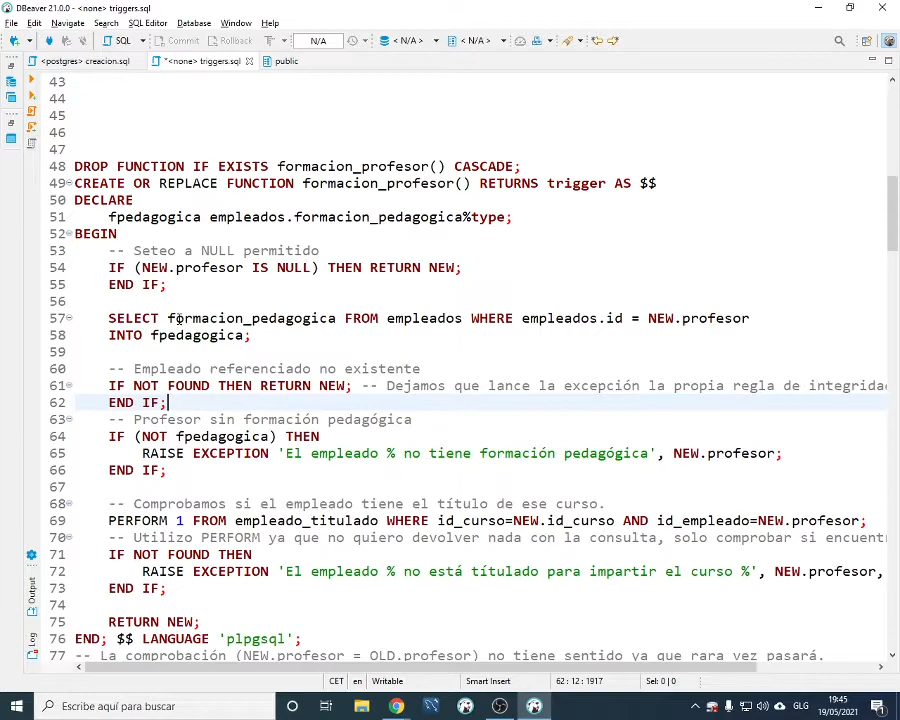 DBeaver 21.0.0 - <none> triggers.sql
File Edit Navigate Search SQL Editor Database Window Help
SQL Commit Rollback T N/A < N/A > < N/A >
<postgres> creacion.sql *<none> triggers.sql public
43
44
45
46
47
48 DROP FUNCTION IF EXISTS formacion_profesor() CASCADE;
49 CREATE OR REPLACE FUNCTION formacion_profesor() RETURNS trigger AS $$
50 DECLARE
51 fpedagogica empleados.formacion_pedagogica%type;
52 BEGIN
53 -- Seteo a NULL permitido
54 IF (NEW.profesor IS NULL) THEN RETURN NEW;
55 END IF;
56
57 SELECT formacion_pedagogica FROM empleados WHERE empleados.id = NEW.profesor
58 INTO fpedagogica;
59
60 -- Empleado referenciado no existente
61 IF NOT FOUND THEN RETURN NEW; -- Dejamos que lance la excepción la propia regla de integridad
62 END IF;
63 -- Profesor sin formación pedagógica
64 IF (NOT fpedagogica) THEN
65 RAISE EXCEPTION 'El empleado % no tiene formación pedagógica', NEW.profesor;
66 END IF;
67
68 -- Comprobamos si el empleado tiene el título de ese curso.
69 PERFORM 1 FROM empleado_titulado WHERE id_curso=NEW.id_curso AND id_empleado=NEW.profesor;
70 -- Utilizo PERFORM ya que no quiero devolver nada con la consulta, solo comprobar si encuent
71 IF NOT FOUND THEN
72 RAISE EXCEPTION 'El empleado % no está títulado para impartir el curso %', NEW.profesor,
73 END IF;
74
75 RETURN NEW;
76 END; $$ LANGUAGE 'plpgsql';
77 -- La comprobación (NEW.profesor = OLD.profesor) no tiene sentido ya que rara vez pasará.
Output
Log
CET en Writable Smart Insert 62 : 12 : 1917 Sel: 0 | 0
Escribe aquí para buscar
GLG
19:45
19/05/2021
1